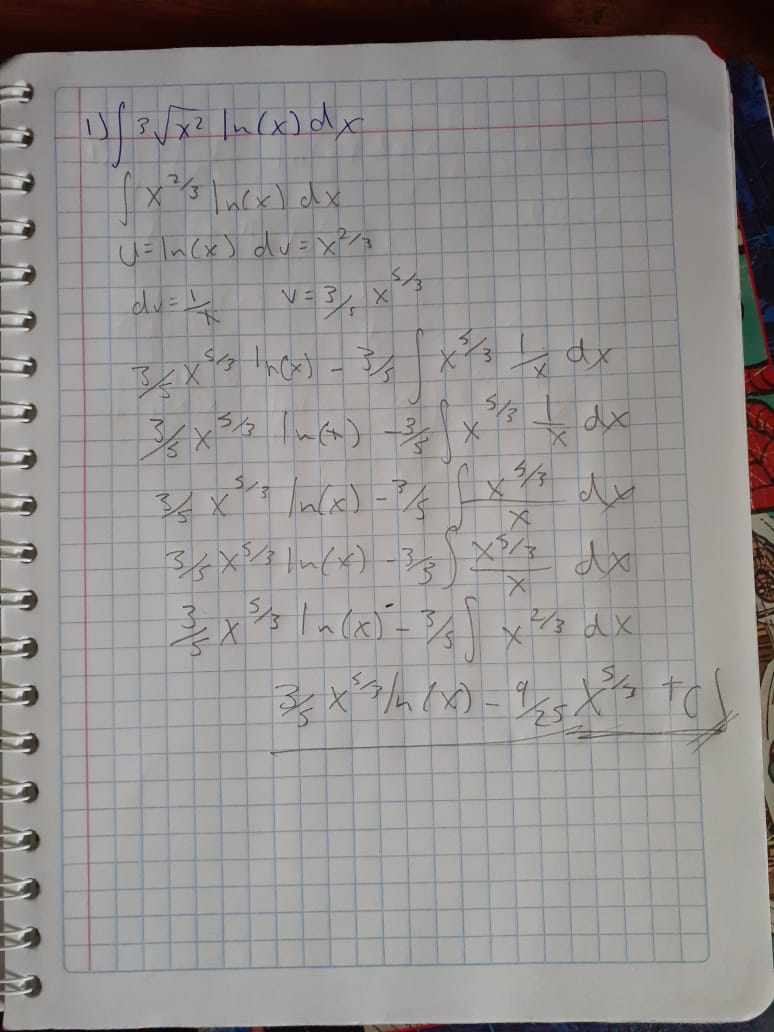 1) ∫ 3√x² ln(x) dx
∫ x^2/3 ln(x) dx
u=ln(x) dv=x^2/3
dv=1/x v=3/5 x^5/3
3/5 x^5/3 ln(x) - 3/5 ∫ x^5/3 1/x dx
3/5 x^5/3 ln(x) - 3/5 ∫ x^5/3 1/x dx
3/5 x^5/3 ln(x) - 3/5 ∫ x^5/3/x dx
3/5 x^5/3 ln(x) - 3/5 ∫ x^5/3/x dx
3/5 x^5/3 ln(x) - 3/5 ∫ x^2/3 dx
3/5 x^5/3 ln(x) - 9/25 x^5/3 + c